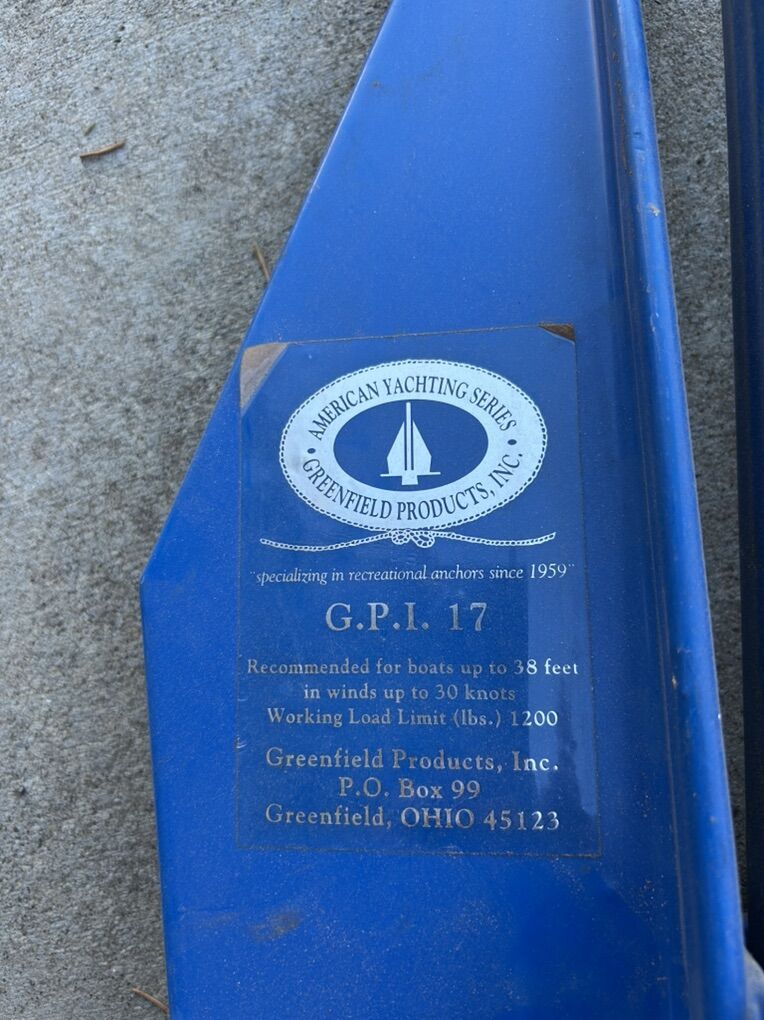 AMERICAN YACHTING SERIES
GREENFIELD PRODUCTS, INC.
"specializing in recreational anchors since 1959"
G.P.I. 17
Recommended for boats up to 38 feet
in winds up to 30 knots
Working Load Limit (lbs.) 1200
Greenfield Products, Inc.
P.O. Box 99
Greenfield, OHIO 45123